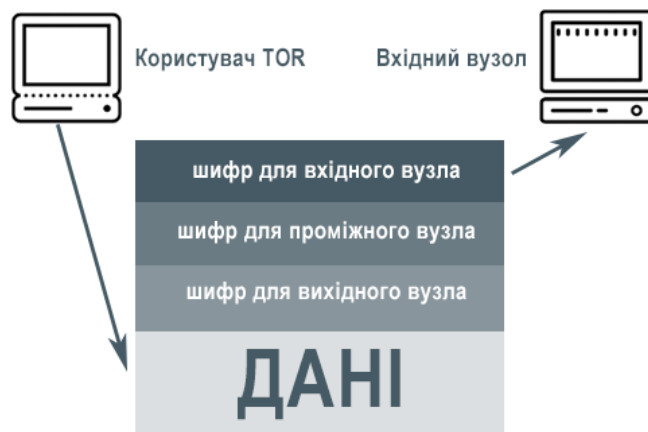 Користувач TOR
Вхідний вузол
шифр для вхідного вузла
шифр для проміжного вузла
шифр для вихідного вузла
ДАНІ